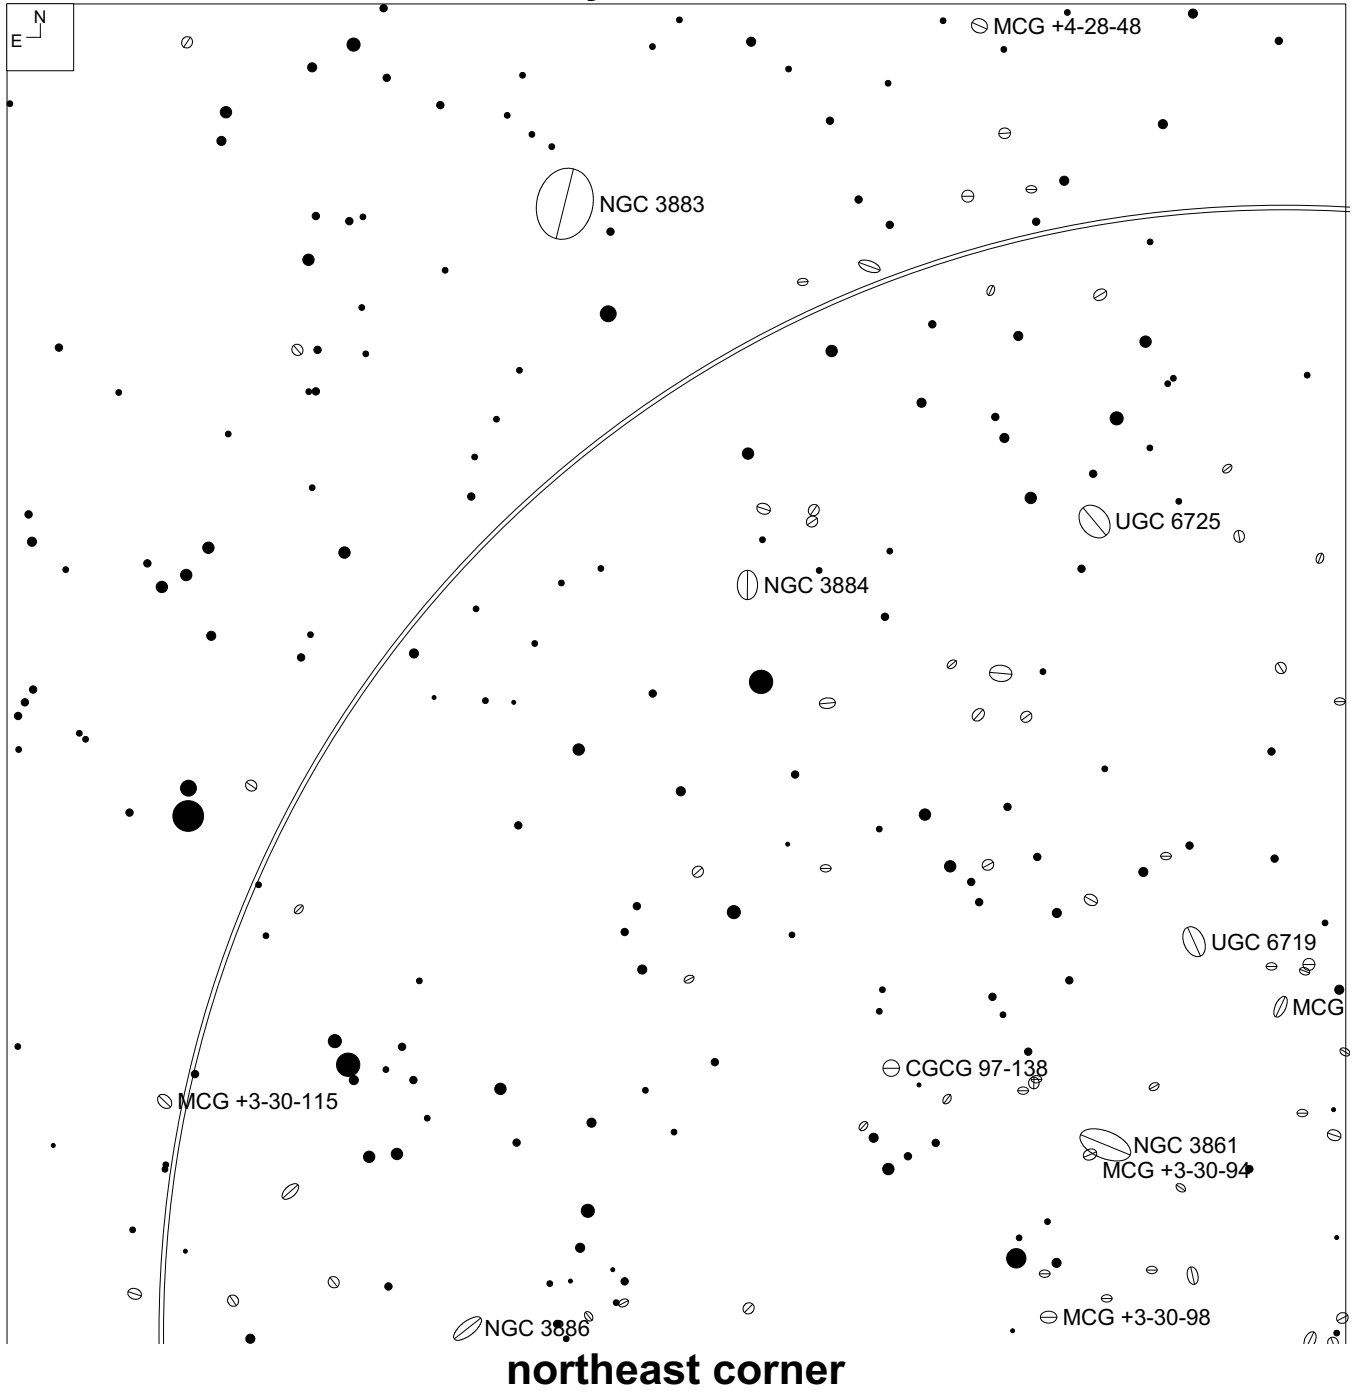 N
E
MCG +4-28-48
NGC 3883
UGC 6725
NGC 3884
UGC 6719
MCG
CGCG 97-138
MCG +3-30-115
NGC 3861
MCG +3-30-94
MCG +3-30-98
NGC 3886
northeast corner